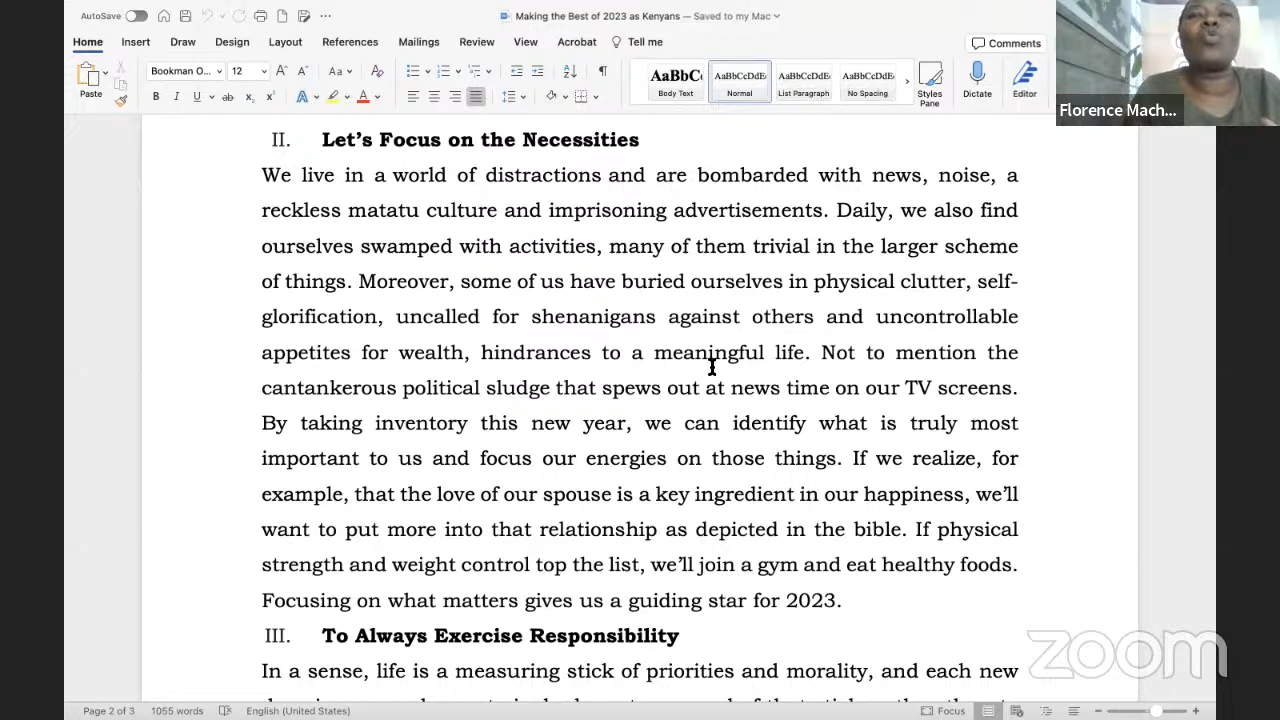 AutoSave
Making the Best of 2023 as Kenyans — Saved to my Mac
Home Insert Draw Design Layout References Mailings Review View Acrobat Tell me
Comments
Paste
Bookman O...
12
Aa
B I U ab x₂ x² A A
AaBbC
Body Text
AaBbCcDdE
Normal
AaBbCcDdE
List Paragraph
AaBbCcDdE
No Spacing
Styles
Pane
Dictate
Editor
Florence Mach...
II. Let’s Focus on the Necessities
We live in a world of distractions and are bombarded with news, noise, a
reckless matatu culture and imprisoning advertisements. Daily, we also find
ourselves swamped with activities, many of them trivial in the larger scheme
of things. Moreover, some of us have buried ourselves in physical clutter, self-
glorification, uncalled for shenanigans against others and uncontrollable
appetites for wealth, hindrances to a meaningful life. Not to mention the
cantankerous political sludge that spews out at news time on our TV screens.
By taking inventory this new year, we can identify what is truly most
important to us and focus our energies on those things. If we realize, for
example, that the love of our spouse is a key ingredient in our happiness, we’ll
want to put more into that relationship as depicted in the bible. If physical
strength and weight control top the list, we’ll join a gym and eat healthy foods.
Focusing on what matters gives us a guiding star for 2023.
III. To Always Exercise Responsibility
In a sense, life is a measuring stick of priorities and morality, and each new
zoom
Page 2 of 3 1055 words English (United States) Focus